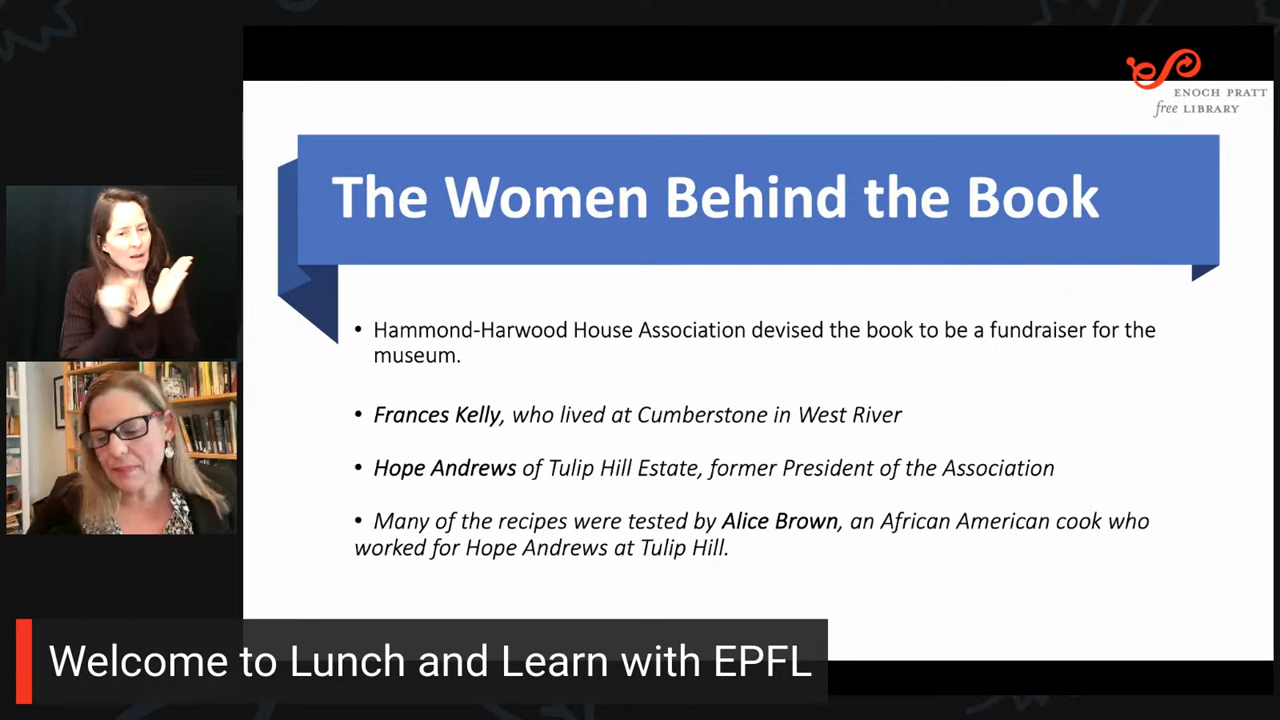 ENOCH PRATT
free LIBRARY
The Women Behind the Book
• Hammond-Harwood House Association devised the book to be a fundraiser for the
museum.
• Frances Kelly, who lived at Cumberstone in West River
• Hope Andrews of Tulip Hill Estate, former President of the Association
• Many of the recipes were tested by Alice Brown, an African American cook who
worked for Hope Andrews at Tulip Hill.
Welcome to Lunch and Learn with EPFL